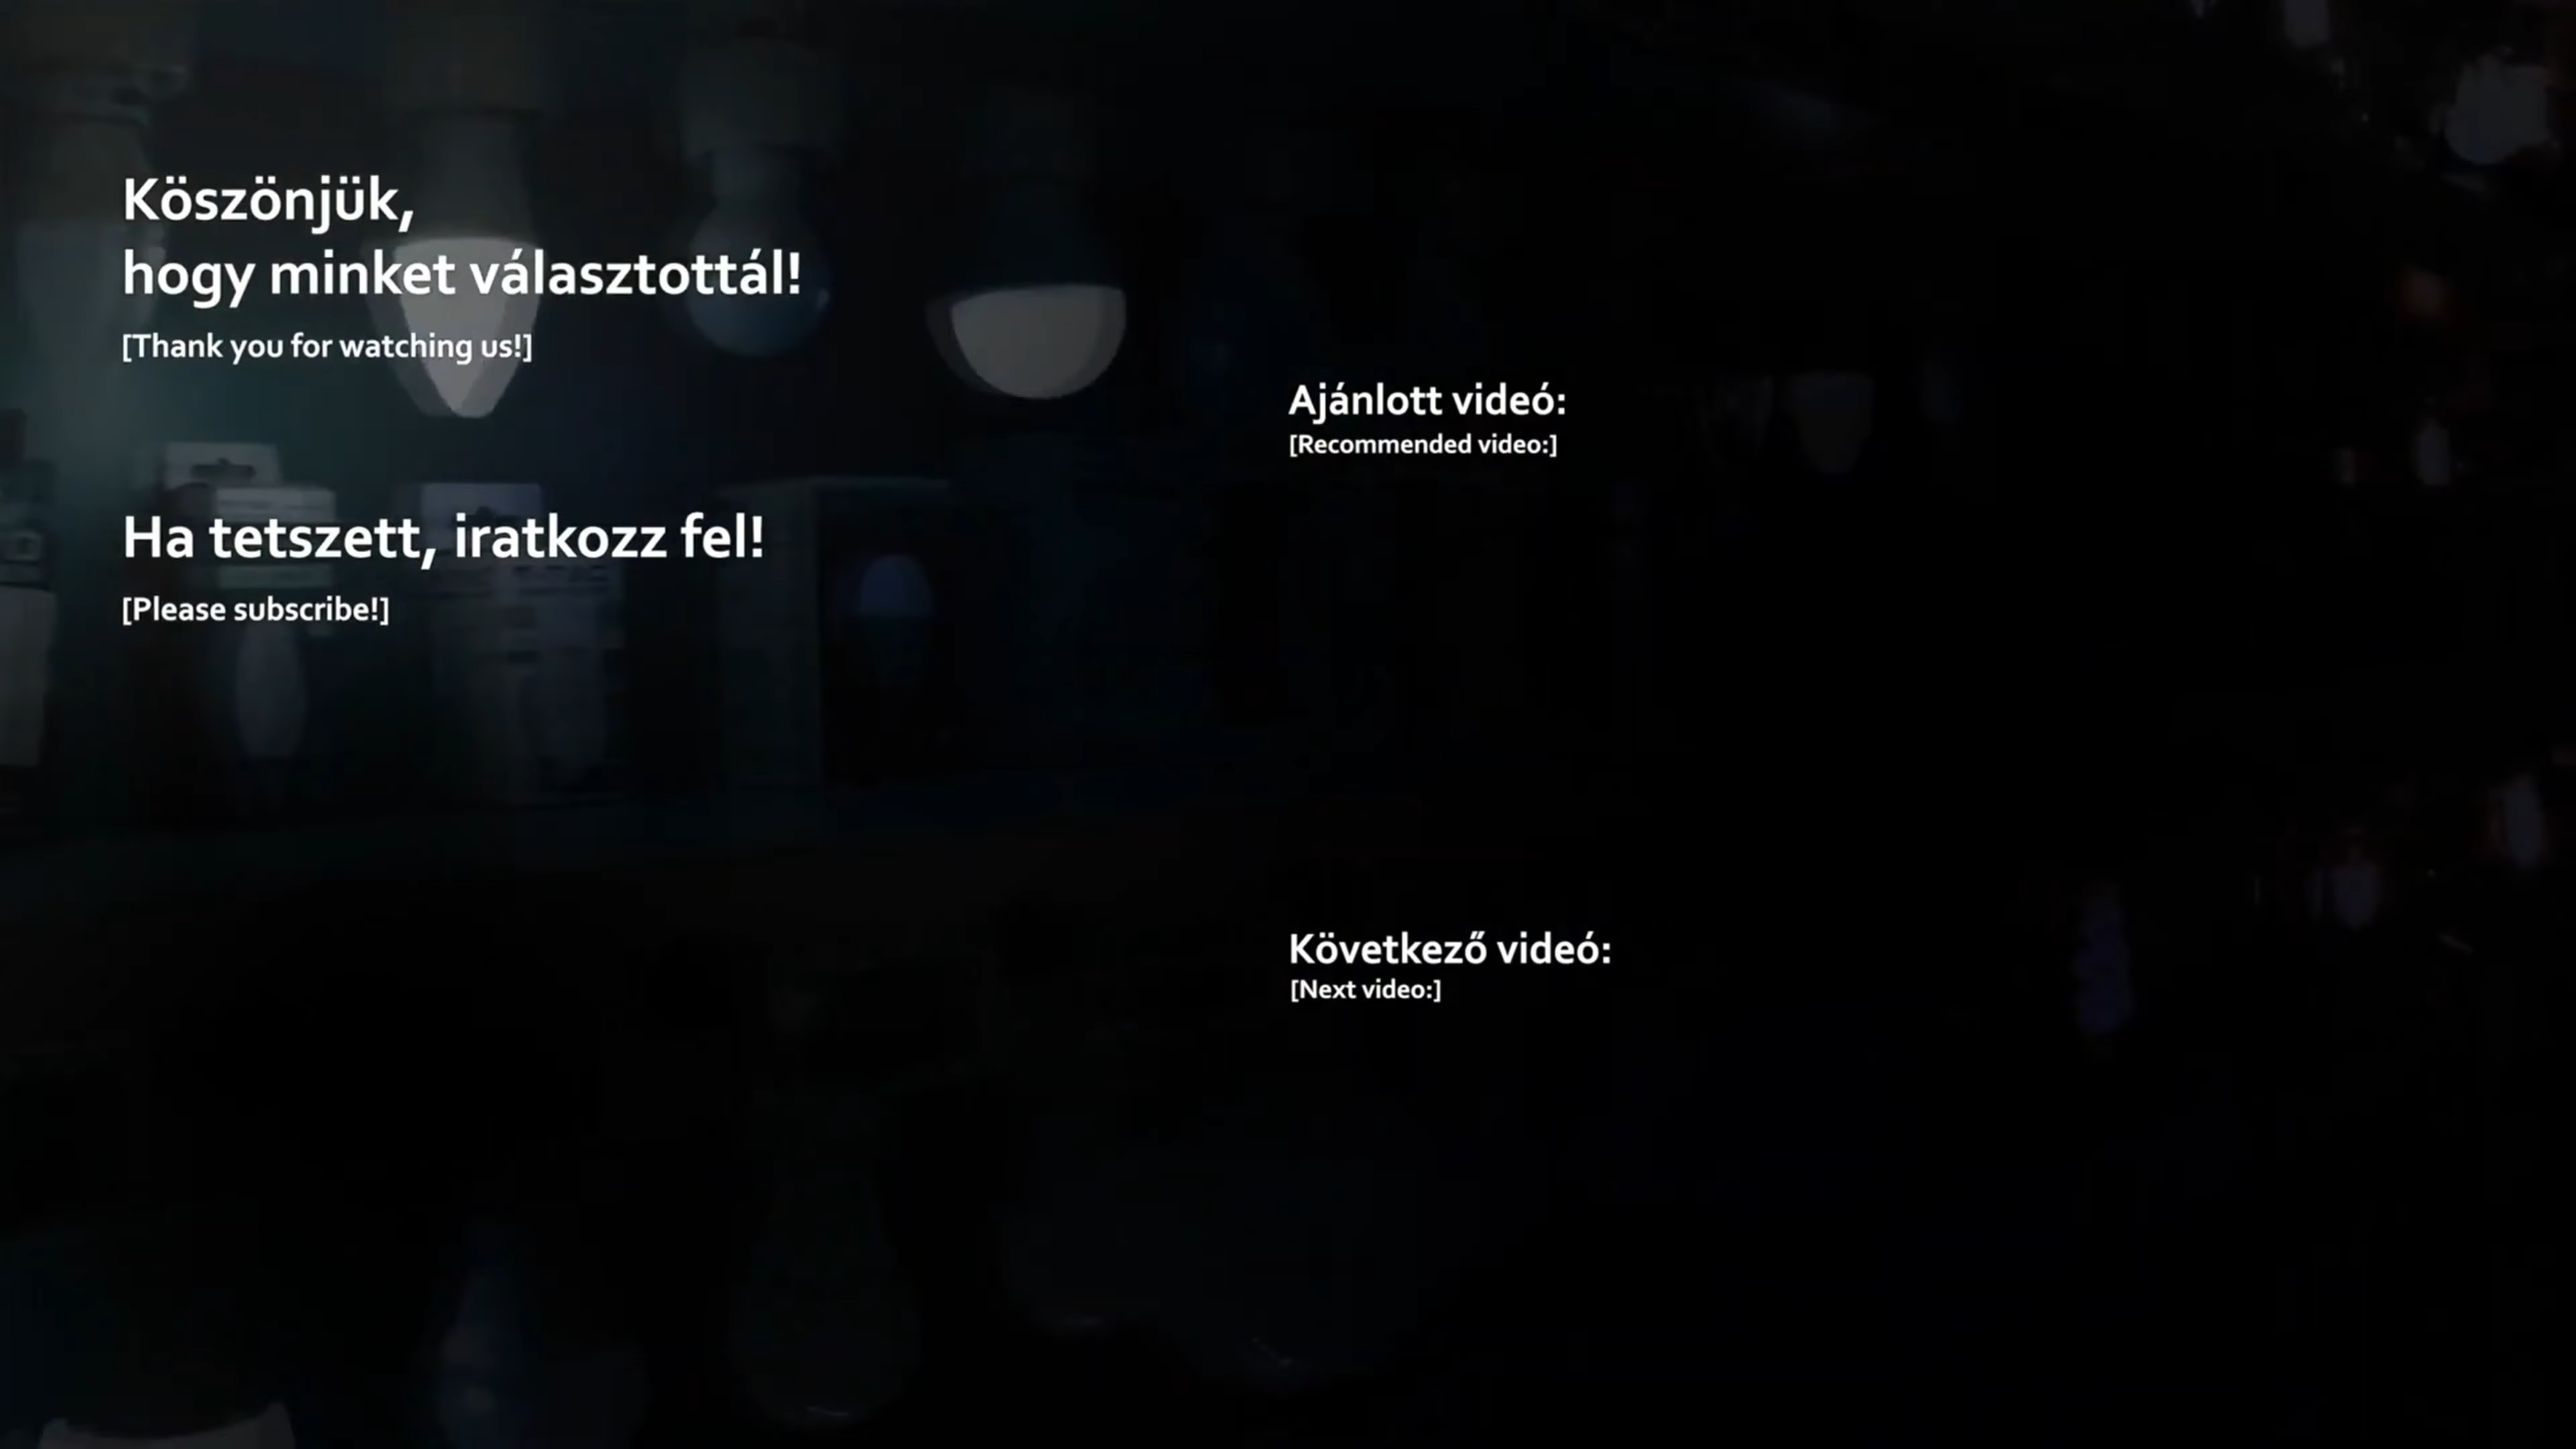 Köszönjük,
hogy minket választottál!
[Thank you for watching us!]
Ha tetszett, iratkozz fel!
[Please subscribe!]
Ajánlott videó:
[Recommended video:]
Következő videó:
[Next video:]